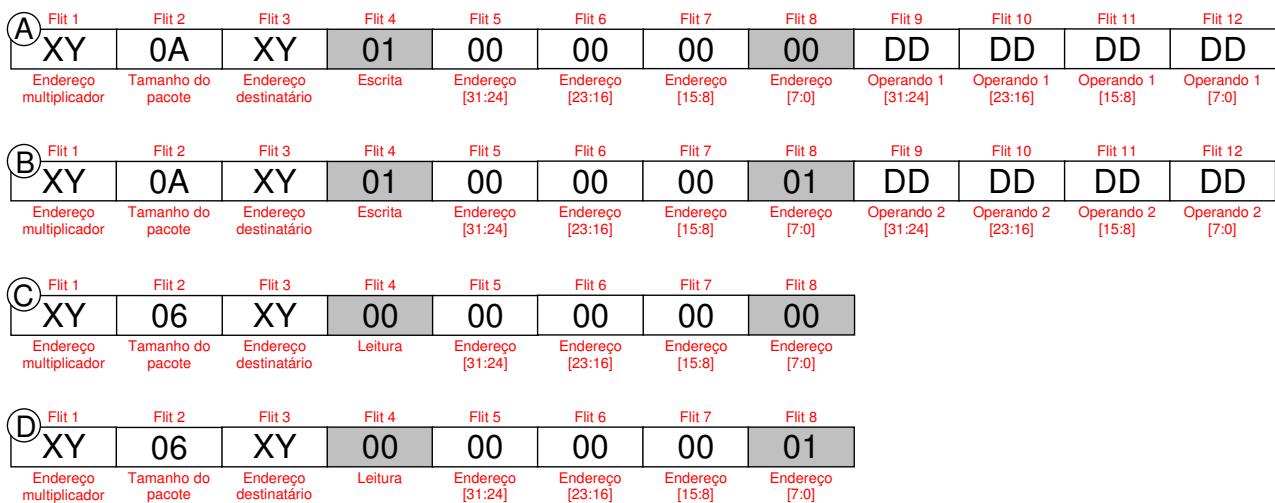 A
Flit 1 Flit 2 Flit 3 Flit 4 Flit 5 Flit 6 Flit 7 Flit 8 Flit 9 Flit 10 Flit 11 Flit 12
XY 0A XY 01 00 00 00 00 DD DD DD DD
Endereço Tamanho do Endereço Escrita Endereço Endereço Endereço Endereço Operando 1 Operando 1 Operando 1 Operando 1
multiplicador pacote destinatário [31:24] [23:16] [15:8] [7:0] [31:24] [23:16] [15:8] [7:0]
B
Flit 1 Flit 2 Flit 3 Flit 4 Flit 5 Flit 6 Flit 7 Flit 8 Flit 9 Flit 10 Flit 11 Flit 12
XY 0A XY 01 00 00 00 01 DD DD DD DD
Endereço Tamanho do Endereço Escrita Endereço Endereço Endereço Endereço Operando 2 Operando 2 Operando 2 Operando 2
multiplicador pacote destinatário [31:24] [23:16] [15:8] [7:0] [31:24] [23:16] [15:8] [7:0]
C
Flit 1 Flit 2 Flit 3 Flit 4 Flit 5 Flit 6 Flit 7 Flit 8
XY 06 XY 00 00 00 00 00
Endereço Tamanho do Endereço Leitura Endereço Endereço Endereço Endereço
multiplicador pacote destinatário [31:24] [23:16] [15:8] [7:0]
D
Flit 1 Flit 2 Flit 3 Flit 4 Flit 5 Flit 6 Flit 7 Flit 8
XY 06 XY 00 00 00 00 01
Endereço Tamanho do Endereço Leitura Endereço Endereço Endereço Endereço
multiplicador pacote destinatário [31:24] [23:16] [15:8] [7:0]